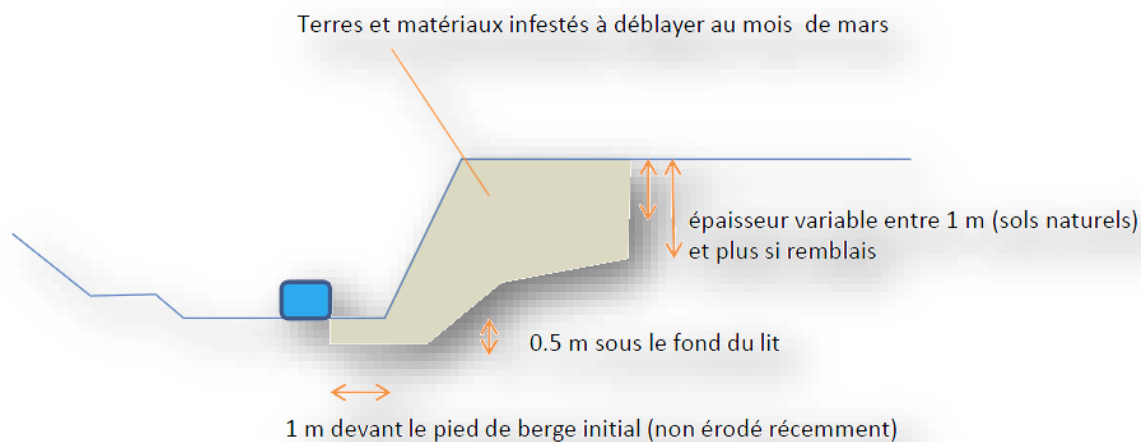 Terres et matériaux infestés à déblayer au mois de mars
épaisseur variable entre 1 m (sols naturels)
et plus si remblais
0.5 m sous le fond du lit
1 m devant le pied de berge initial (non érodé récemment)